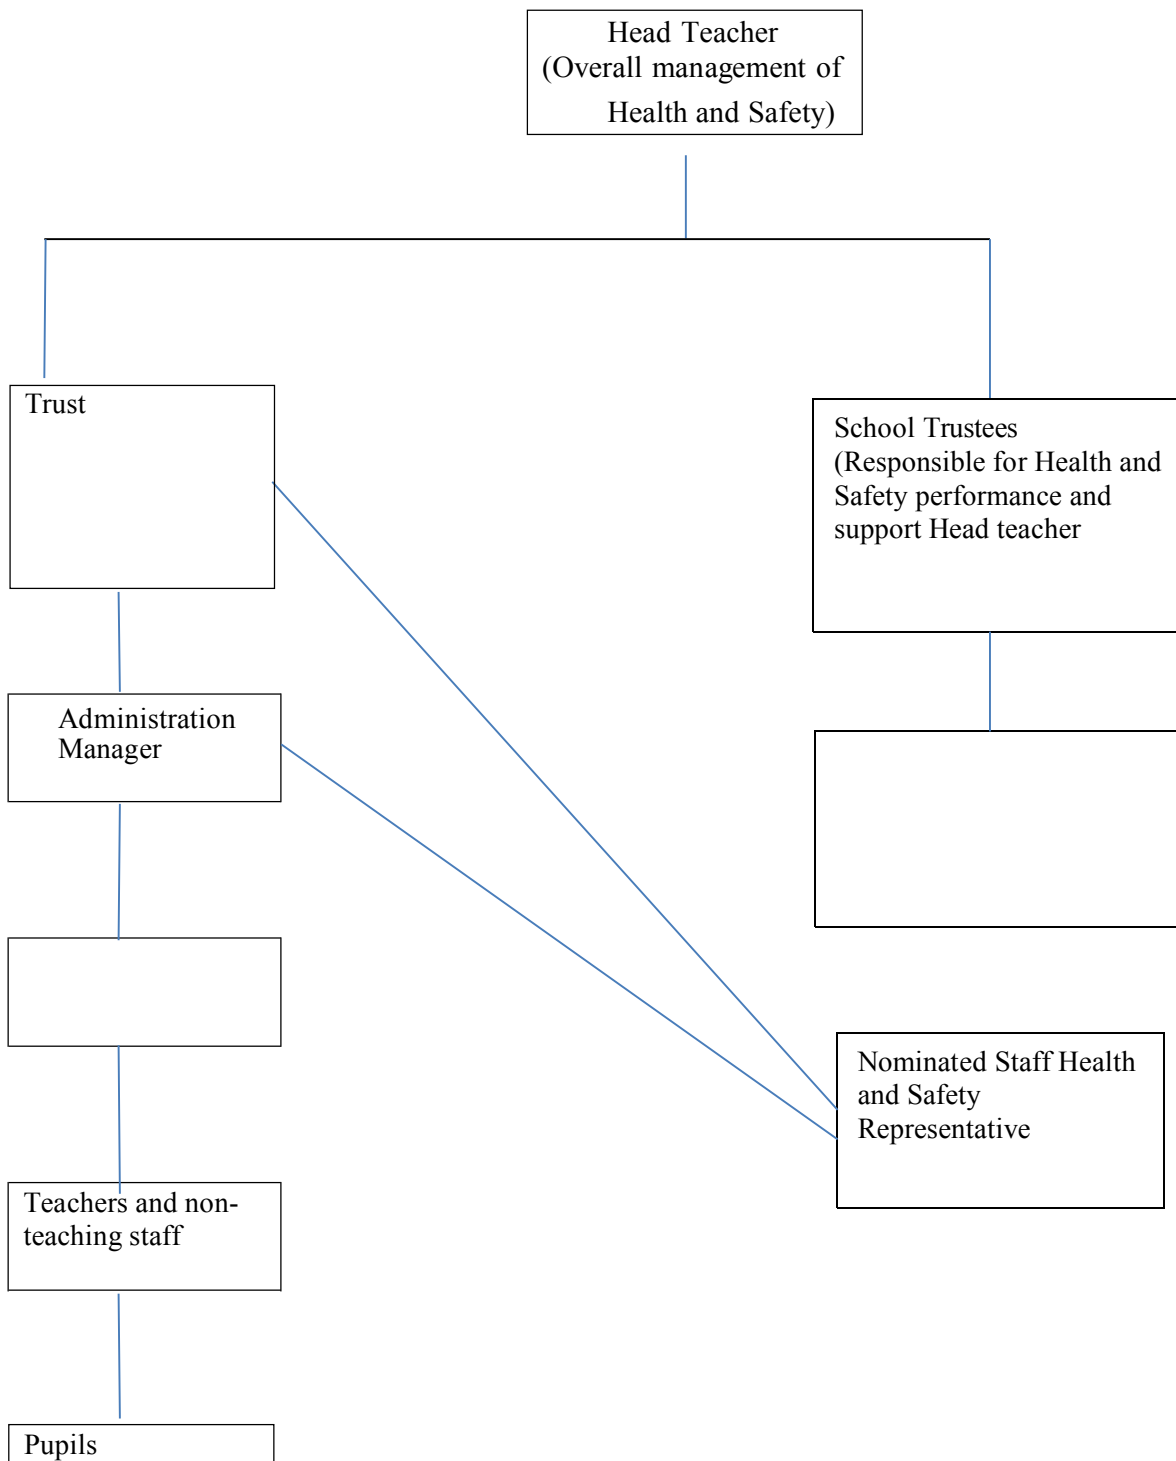 Head Teacher
(Overall management of
Health and Safety)
Trust
School Trustees
(Responsible for Health and
Safety performance and
support Head teacher
Administration
Manager
Nominated Staff Health
and Safety
Representative
Teachers and non-
teaching staff
Pupils